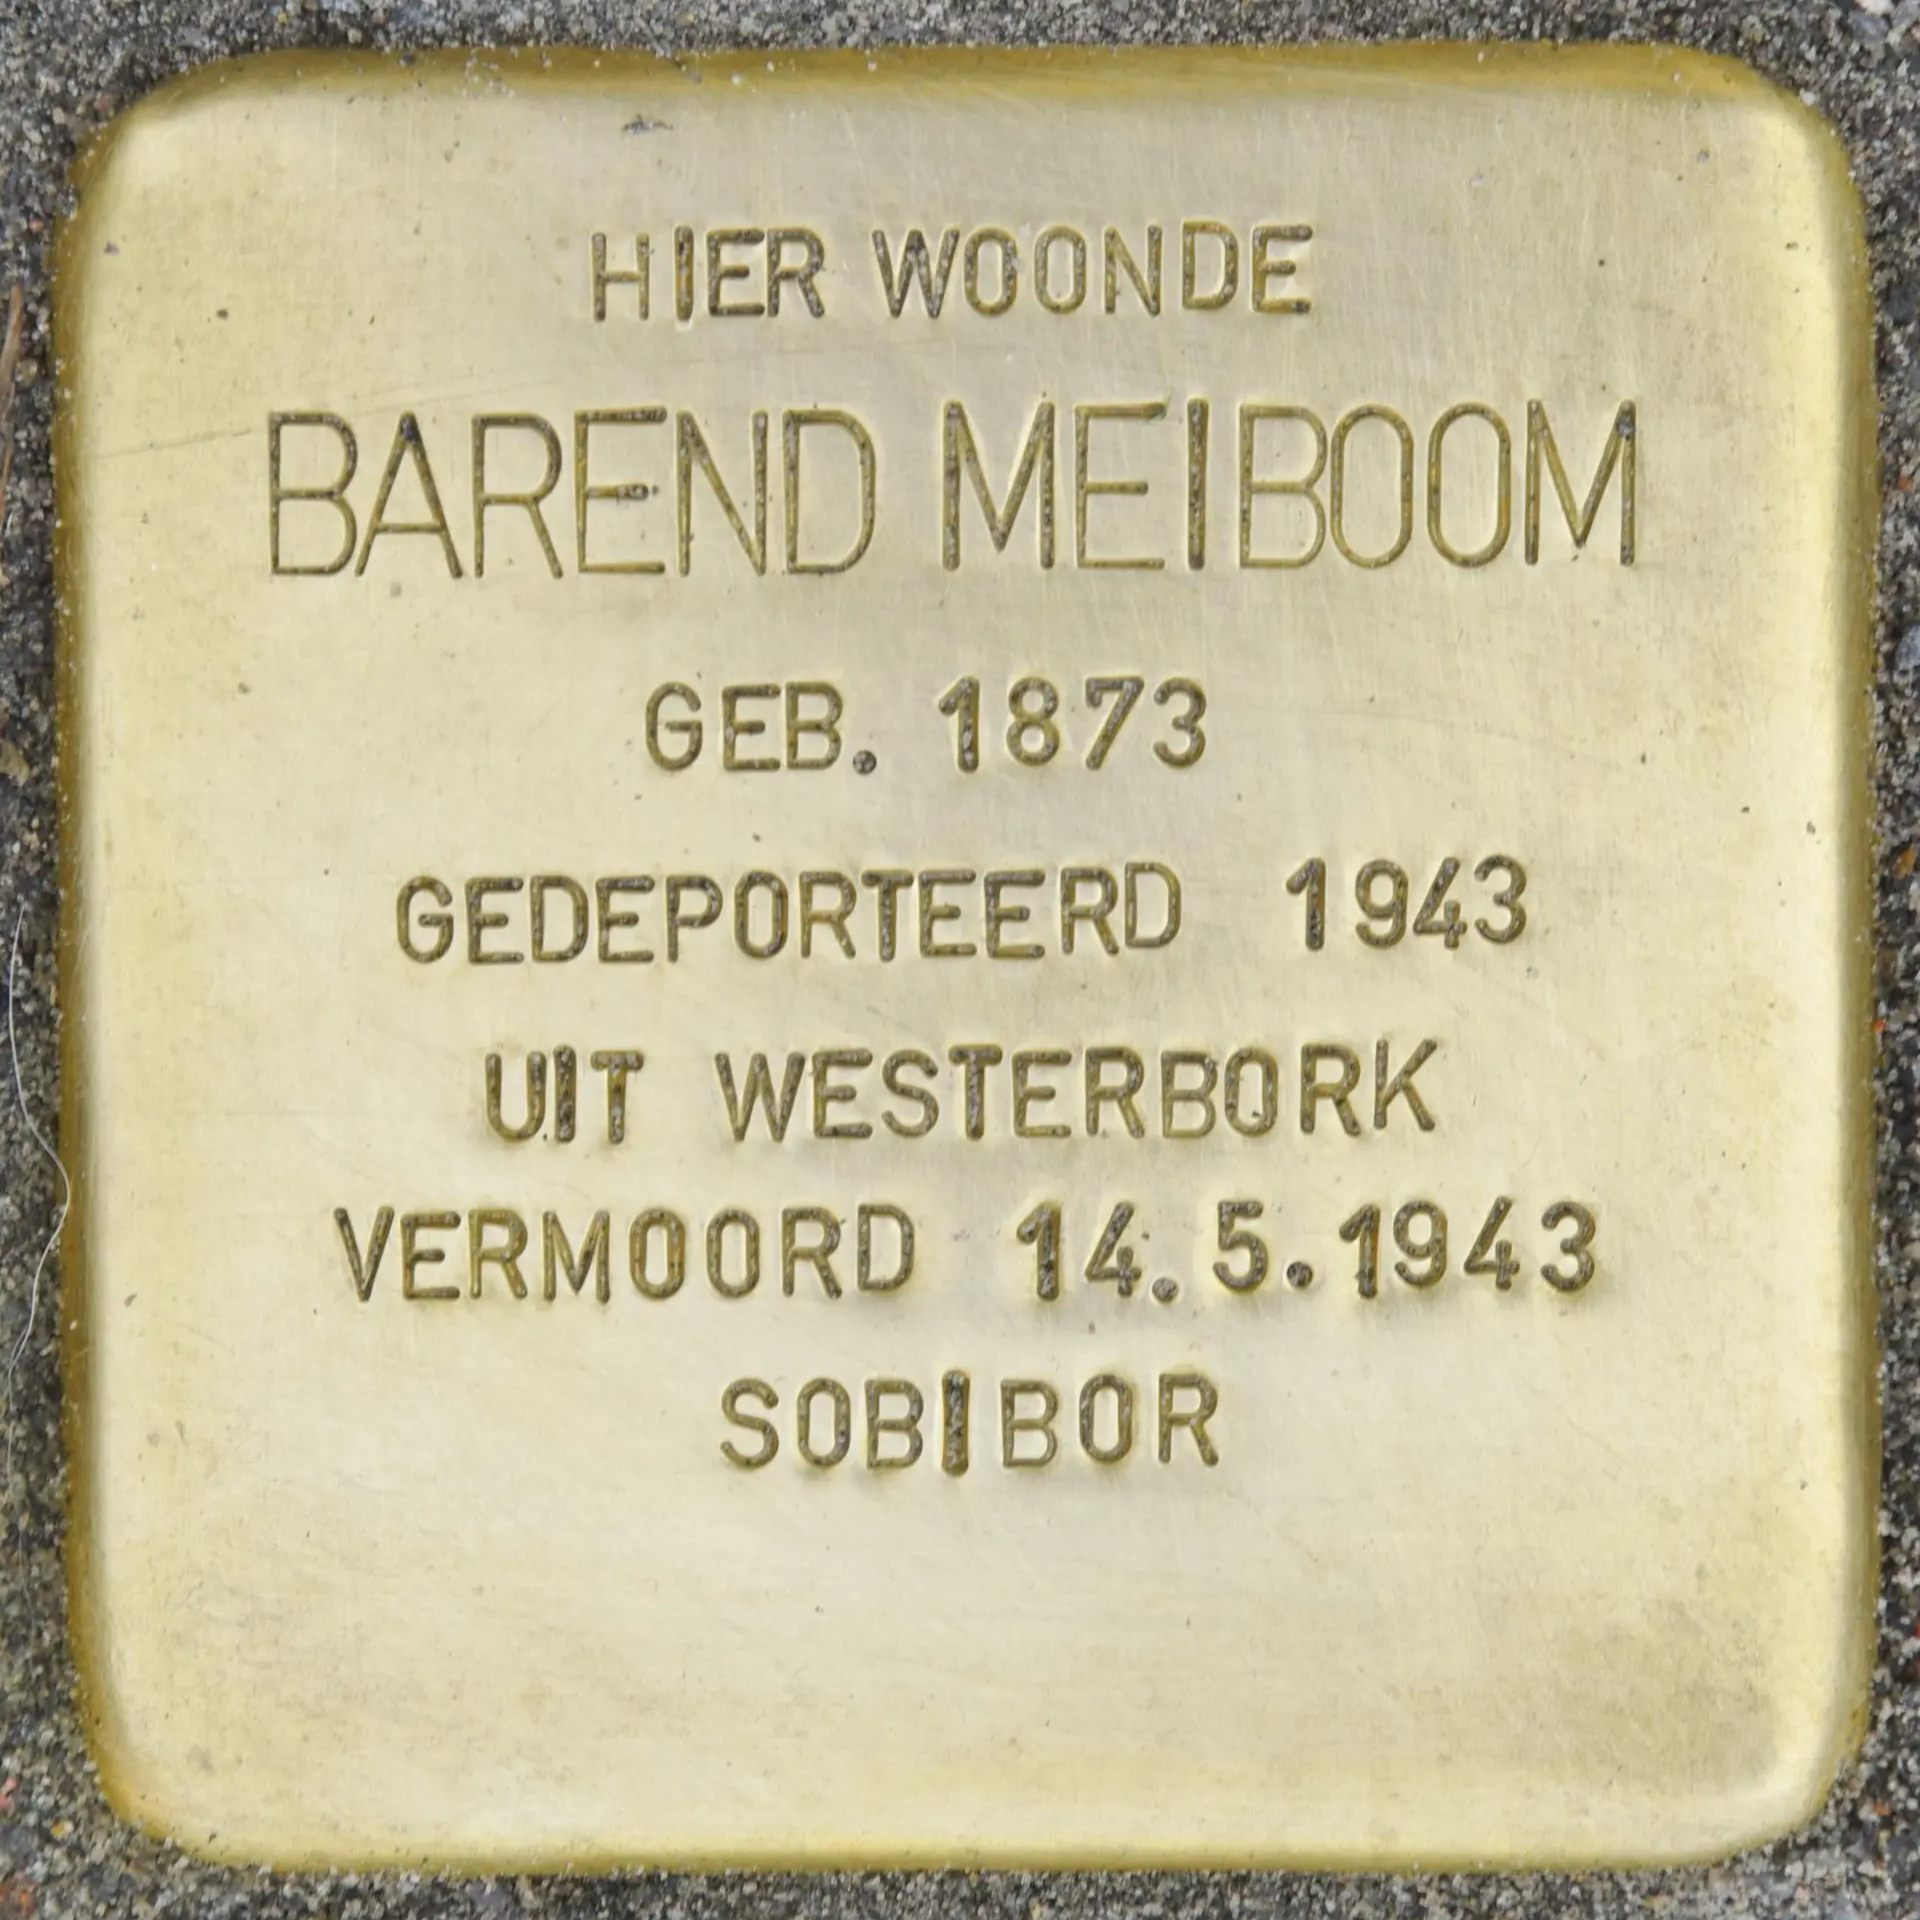 HIER WOONDE
BAREND MEIBOOM
GEB. 1873
GEDEPORTEERD 1943
UIT WESTERBORK
VERMOORD 14.5.1943
SOBIBOR